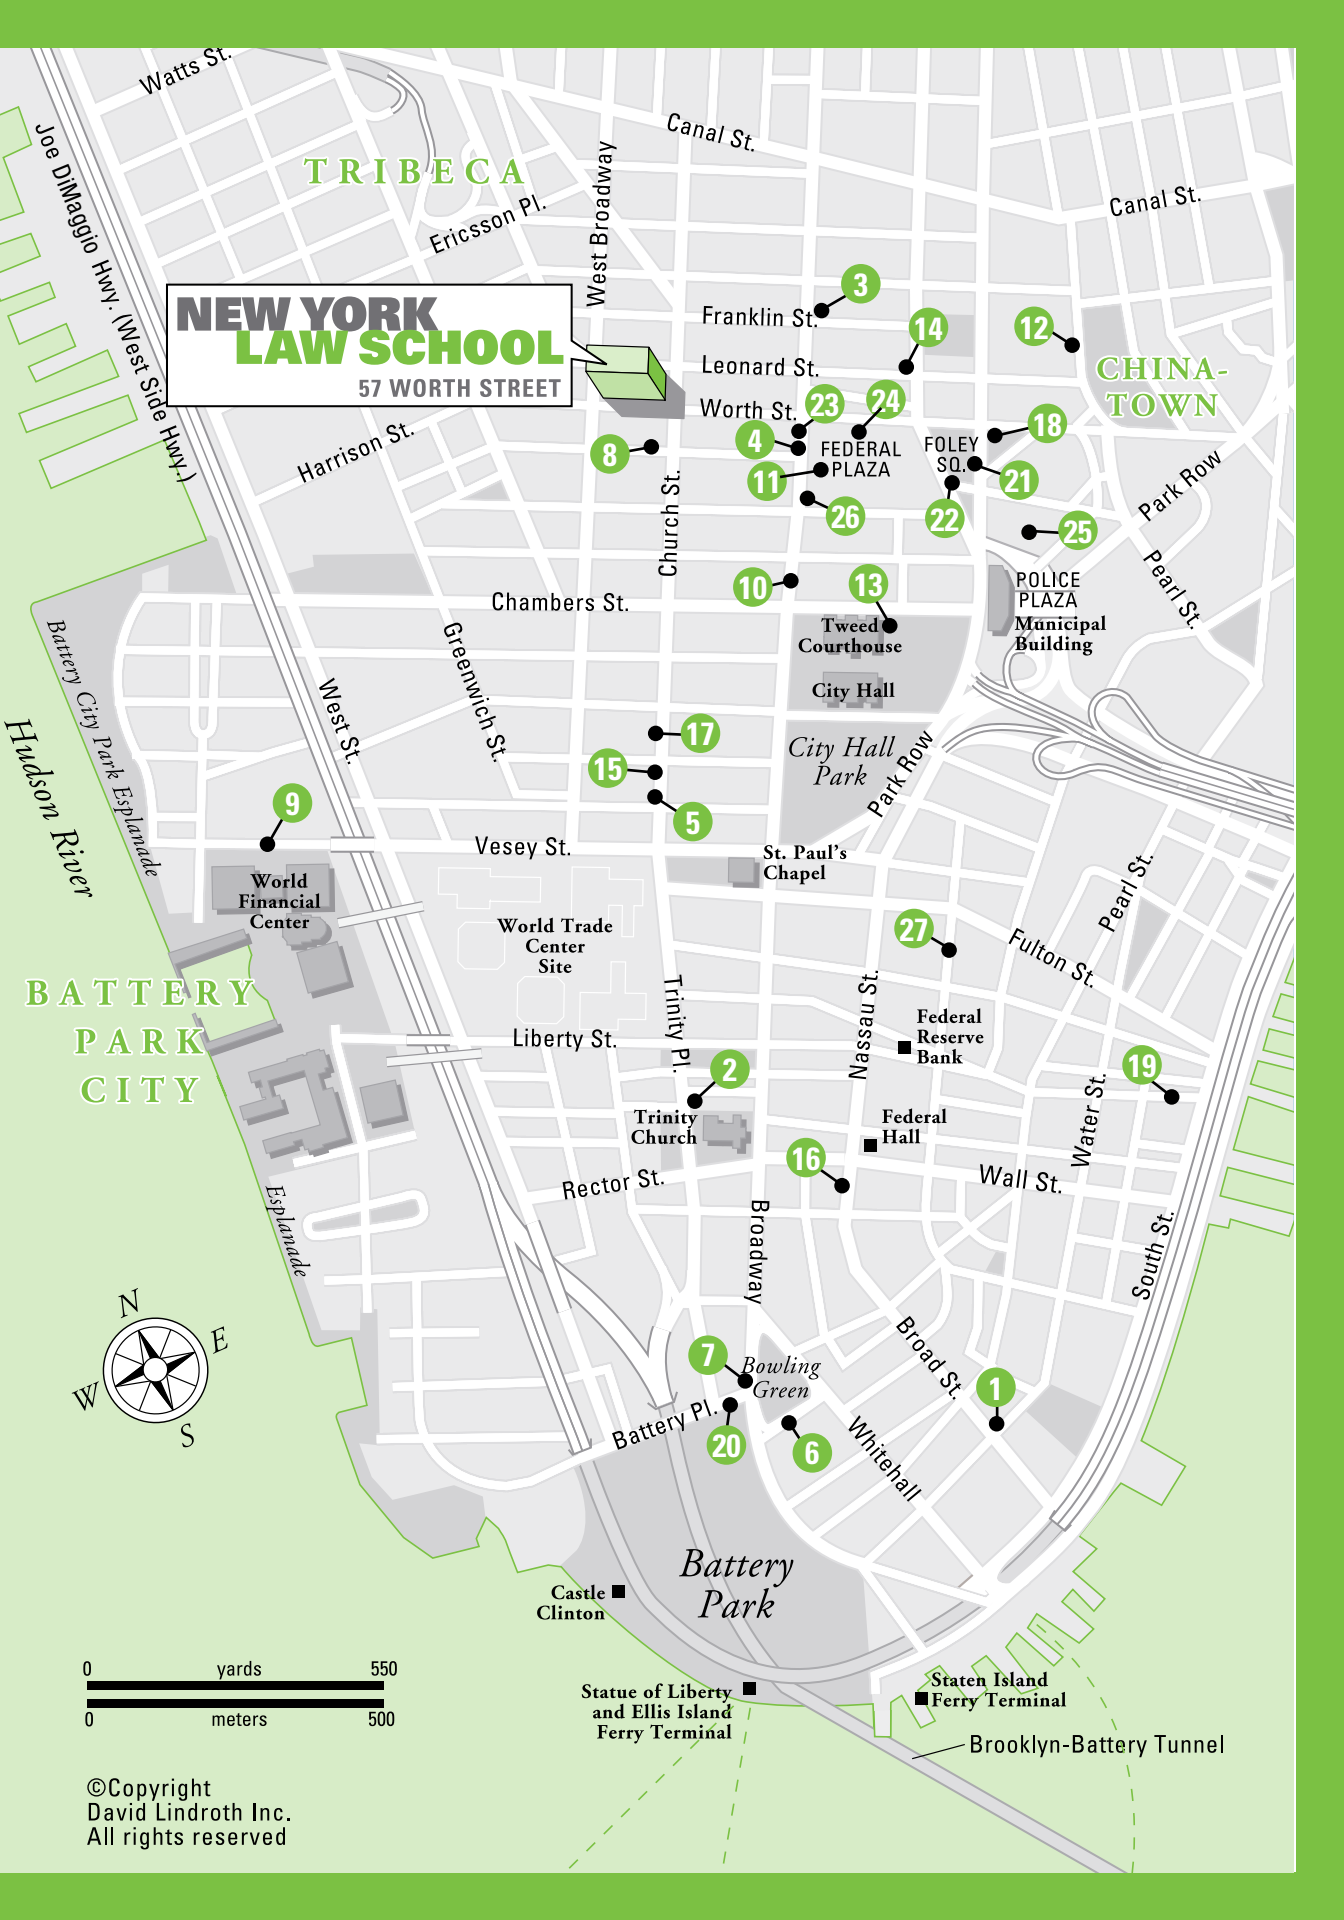 Watts St.
Canal St.
Joe DiMaggio Hwy. (West Side Hwy.)
TRIBECA
West Broadway
Canal St.
Ericsson Pl.
NEW YORK
LAW SCHOOL
57 WORTH STREET
3
Franklin St.
14
12
Leonard St.
CHINA-
TOWN
Worth St.
23
24
18
4
FEDERAL
PLAZA
FOLEY
SQ.
8
Harrison St.
11
21
Park Row
Church St.
26
22
25
Pearl St.
10
13
POLICE
PLAZA
Chambers St.
Tweed
Courthouse
Municipal
Building
Battery City Park Esplanade
Greenwich St.
City Hall
West St.
17
City Hall
Park
Park Row
Hudson River
15
9
5
Vesey St.
St. Paul's
Chapel
Pearl St.
World
Financial
Center
World Trade
Center
Site
27
Fulton St.
BATTERY
PARK
CITY
Trinity Pl.
Nassau St.
Federal
Reserve
Bank
Liberty St.
2
19
Water St.
Trinity
Church
Federal
Hall
16
Rector St.
Wall St.
Esplanade
Broadway
South St.
N
E
W
S
7
Bowling
Green
Broad St.
1
Battery Pl.
20
6
Whitehall
Battery
Park
Castle
Clinton
0 yards 550
0 meters 500
Statue of Liberty
and Ellis Island
Ferry Terminal
Staten Island
Ferry Terminal
Brooklyn-Battery Tunnel
©Copyright
David Lindroth Inc.
All rights reserved